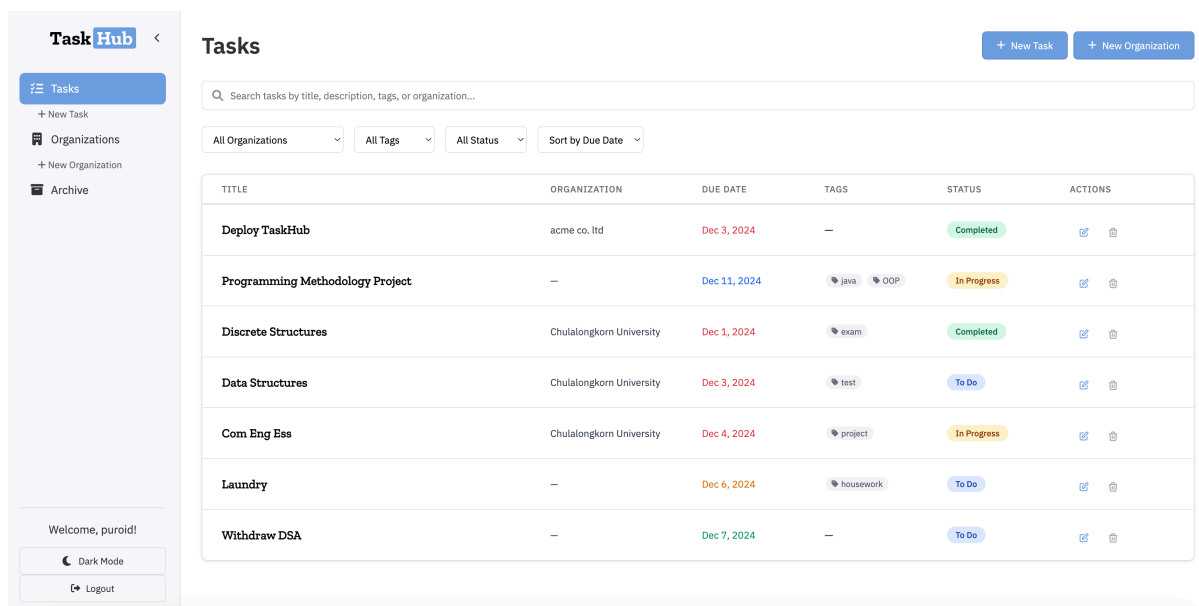 Task Hub
Tasks
+ New Task
+ New Organization
Tasks
+ New Task
Organizations
+ New Organization
Archive
Search tasks by title, description, tags, or organization...
All Organizations All Tags All Status Sort by Due Date
TITLE ORGANIZATION DUE DATE TAGS STATUS ACTIONS
Deploy TaskHub acme co. ltd Dec 3, 2024 — Completed
Programming Methodology Project — Dec 11, 2024 java OOP In Progress
Discrete Structures Chulalongkorn University Dec 1, 2024 exam Completed
Data Structures Chulalongkorn University Dec 3, 2024 test To Do
Com Eng Ess Chulalongkorn University Dec 4, 2024 project In Progress
Laundry — Dec 6, 2024 housework To Do
Withdraw DSA — Dec 7, 2024 — To Do
Welcome, puroid!
Dark Mode
Logout